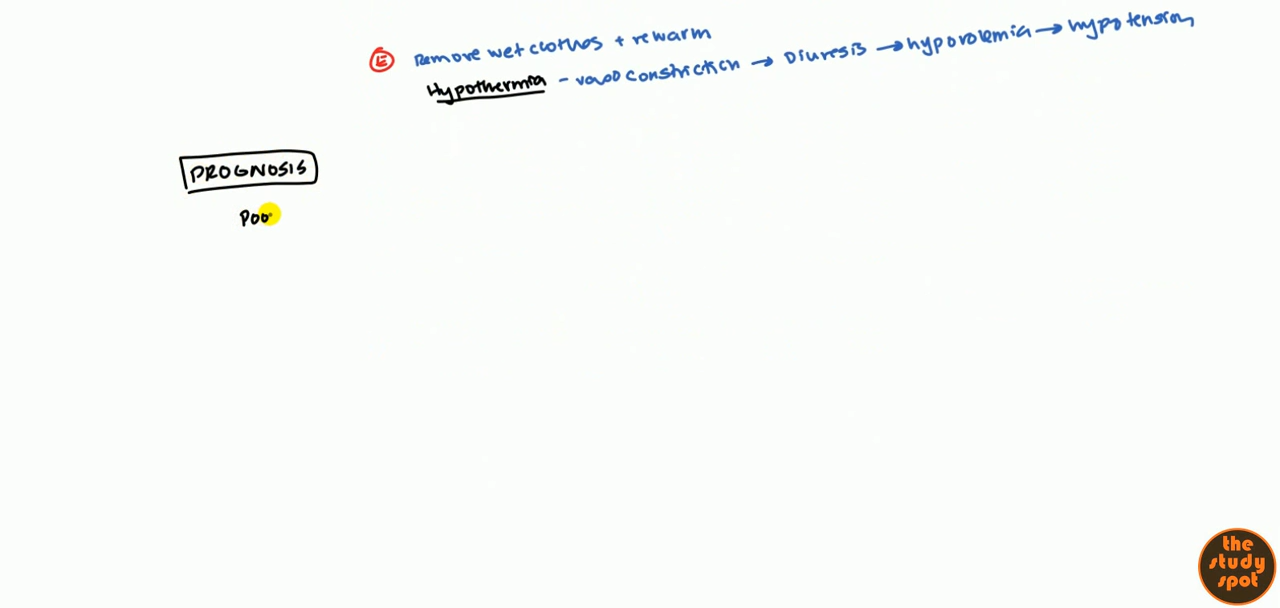 E Remove wet clothes + rewarm
Hypothermia - vasoconstriction → Diuresis → hypovolemia → hypotension
PROGNOSIS
Poo
the
study
spot